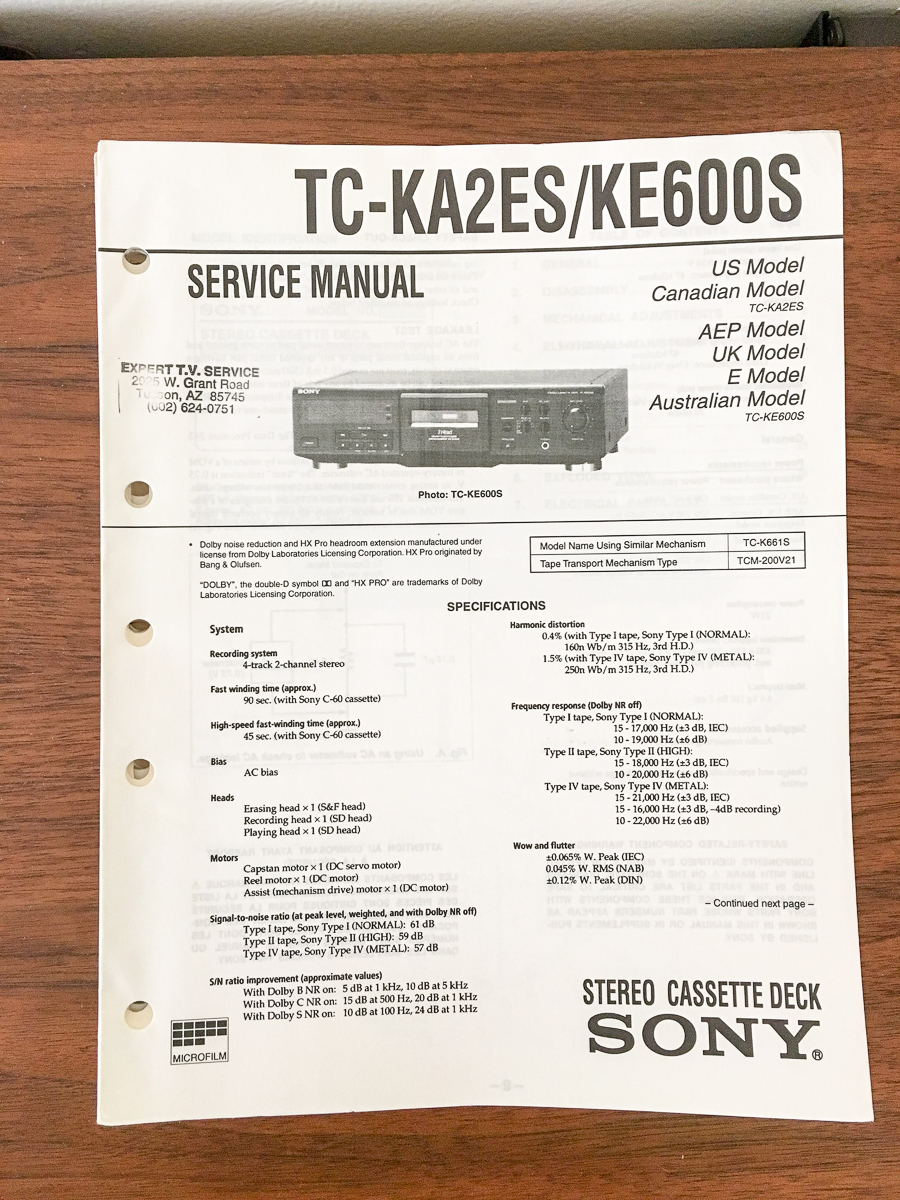 TC-KA2ES/KE600S
SERVICE MANUAL
US Model
Canadian Model
TC-KA2ES
AEP Model
UK Model
E Model
Australian Model
TC-KE600S
EXPERT T.V. SERVICE
W. Grant Road
AZ 85745
624-0751
SONY
Photo: TC-KE600S
• Dolby noise reduction and HX Pro headroom extension manufactured under
license from Dolby Laboratories Licensing Corporation. HX Pro originated by
Bang & Olufsen.
"DOLBY", the double-D symbol and "HX PRO" are trademarks of Dolby
Laboratories Licensing Corporation.
Model Name Using Similar Mechanism TC-K661S
Tape Transport Mechanism Type TCM-200V21
SPECIFICATIONS
System
Recording system
4-track 2-channel stereo
Fast winding time (approx.)
90 sec. (with Sony C-60 cassette)
High-speed fast-winding time (approx.)
45 sec. (with Sony C-60 cassette)
Bias
AC bias
Heads
Erasing head × 1 (S&F head)
Recording head × 1 (SD head)
Playing head × 1 (SD head)
Motors
Capstan motor × 1 (DC servo motor)
Reel motor × 1 (DC motor)
Assist (mechanism drive) motor × 1 (DC motor)
Signal-to-noise ratio (at peak level, weighted, and with Dolby NR off)
Type I tape, Sony Type I (NORMAL): 61 dB
Type II tape, Sony Type II (HIGH): 59 dB
Type IV tape, Sony Type IV (METAL): 57 dB
S/N ratio improvement (approximate values)
With Dolby B NR on: 5 dB at 1 kHz, 10 dB at 5 kHz
With Dolby C NR on: 15 dB at 500 Hz, 20 dB at 1 kHz
With Dolby S NR on: 10 dB at 100 Hz, 24 dB at 1 kHz
Harmonic distortion
0.4% (with Type I tape, Sony Type I (NORMAL):
160n Wb/m 315 Hz, 3rd H.D.)
1.5% (with Type IV tape, Sony Type IV (METAL):
250n Wb/m 315 Hz, 3rd H.D.)
Frequency response (Dolby NR off)
Type I tape, Sony Type I (NORMAL):
15 - 17,000 Hz (±3 dB, IEC)
10 - 19,000 Hz (±6 dB)
Type II tape, Sony Type II (HIGH):
15 - 18,000 Hz (±3 dB, IEC)
10 - 20,000 Hz (±6 dB)
Type IV tape, Sony Type IV (METAL):
15 - 21,000 Hz (±3 dB, IEC)
15 - 16,000 Hz (±3 dB, –4dB recording)
10 - 22,000 Hz (±6 dB)
Wow and flutter
±0.065% W. Peak (IEC)
0.045% W. RMS (NAB)
±0.12% W. Peak (DIN)
– Continued next page –
MICROFILM
STEREO CASSETTE DECK
SONY®